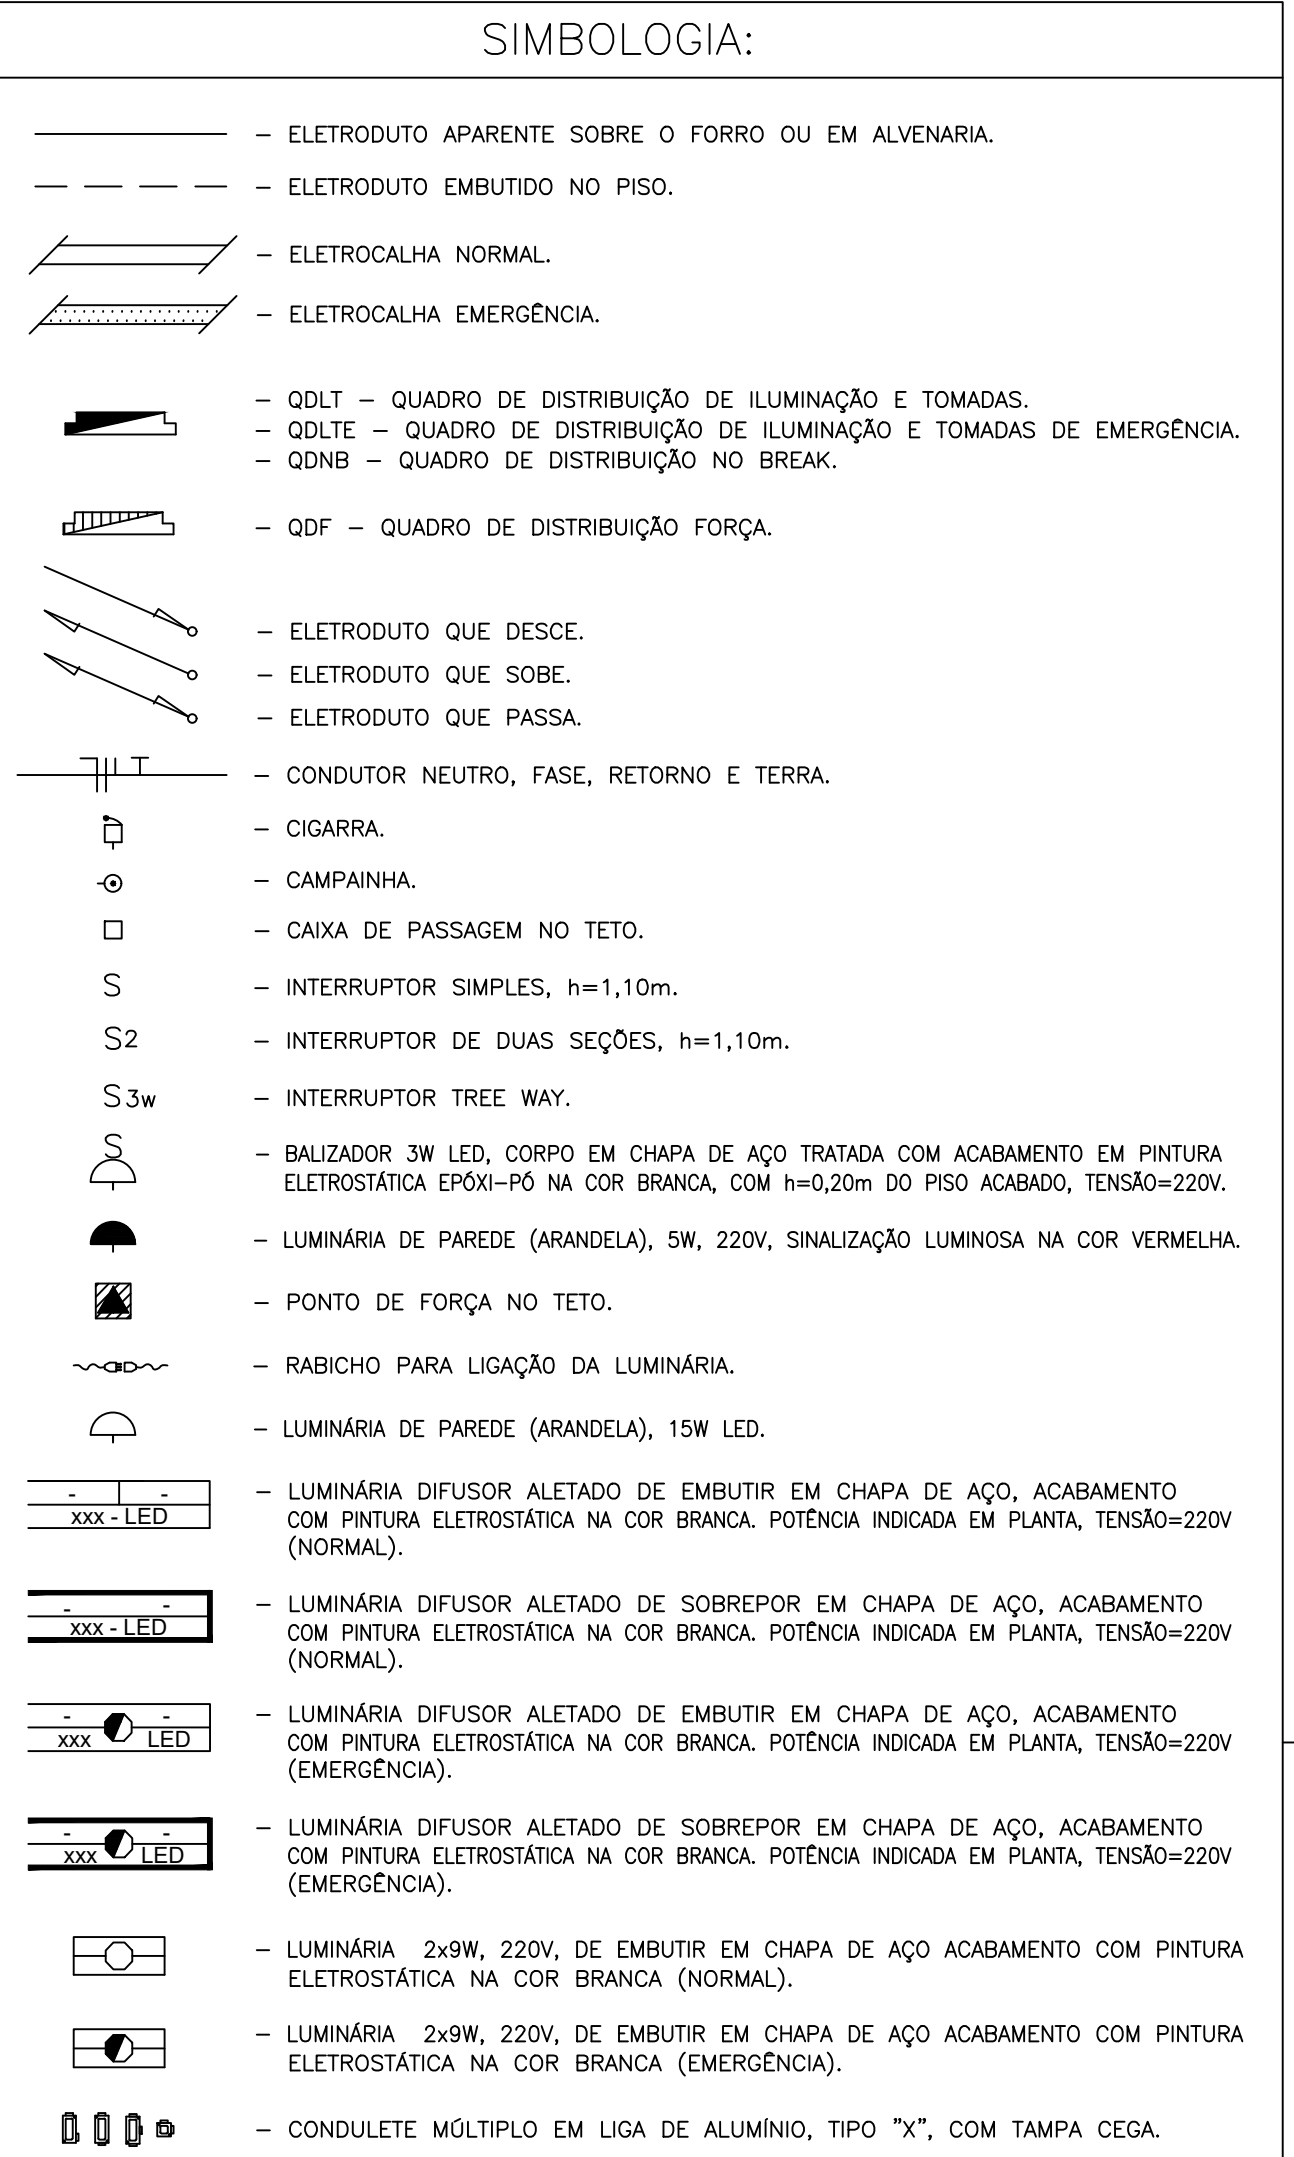 SIMBOLOGIA:
– ELETRODUTO APARENTE SOBRE O FORRO OU EM ALVENARIA.
– ELETRODUTO EMBUTIDO NO PISO.
– ELETROCALHA NORMAL.
– ELETROCALHA EMERGÊNCIA.
– QDLT – QUADRO DE DISTRIBUIÇÃO DE ILUMINAÇÃO E TOMADAS.
– QDLTE – QUADRO DE DISTRIBUIÇÃO DE ILUMINAÇÃO E TOMADAS DE EMERGÊNCIA.
– QDNB – QUADRO DE DISTRIBUIÇÃO NO BREAK.
– QDF – QUADRO DE DISTRIBUIÇÃO FORÇA.
– ELETRODUTO QUE DESCE.
– ELETRODUTO QUE SOBE.
– ELETRODUTO QUE PASSA.
– CONDUTOR NEUTRO, FASE, RETORNO E TERRA.
– CIGARRA.
– CAMPAINHA.
– CAIXA DE PASSAGEM NO TETO.
S – INTERRUPTOR SIMPLES, h=1,10m.
S2 – INTERRUPTOR DE DUAS SEÇÕES, h=1,10m.
S3w – INTERRUPTOR TREE WAY.
S – BALIZADOR 3W LED, CORPO EM CHAPA DE AÇO TRATADA COM ACABAMENTO EM PINTURA
ELETROSTÁTICA EPÓXI–PÓ NA COR BRANCA, COM h=0,20m DO PISO ACABADO, TENSÃO=220V.
– LUMINÁRIA DE PAREDE (ARANDELA), 5W, 220V, SINALIZAÇÃO LUMINOSA NA COR VERMELHA.
– PONTO DE FORÇA NO TETO.
– RABICHO PARA LIGAÇÃO DA LUMINÁRIA.
– LUMINÁRIA DE PAREDE (ARANDELA), 15W LED.
- - – LUMINÁRIA DIFUSOR ALETADO DE EMBUTIR EM CHAPA DE AÇO, ACABAMENTO
xxx - LED COM PINTURA ELETROSTÁTICA NA COR BRANCA. POTÊNCIA INDICADA EM PLANTA, TENSÃO=220V
(NORMAL).
- - – LUMINÁRIA DIFUSOR ALETADO DE SOBREPOR EM CHAPA DE AÇO, ACABAMENTO
xxx - LED COM PINTURA ELETROSTÁTICA NA COR BRANCA. POTÊNCIA INDICADA EM PLANTA, TENSÃO=220V
(NORMAL).
- - – LUMINÁRIA DIFUSOR ALETADO DE EMBUTIR EM CHAPA DE AÇO, ACABAMENTO
xxx LED COM PINTURA ELETROSTÁTICA NA COR BRANCA. POTÊNCIA INDICADA EM PLANTA, TENSÃO=220V
(EMERGÊNCIA).
- - – LUMINÁRIA DIFUSOR ALETADO DE SOBREPOR EM CHAPA DE AÇO, ACABAMENTO
xxx LED COM PINTURA ELETROSTÁTICA NA COR BRANCA. POTÊNCIA INDICADA EM PLANTA, TENSÃO=220V
(EMERGÊNCIA).
– LUMINÁRIA 2x9W, 220V, DE EMBUTIR EM CHAPA DE AÇO ACABAMENTO COM PINTURA
ELETROSTÁTICA NA COR BRANCA (NORMAL).
– LUMINÁRIA 2x9W, 220V, DE EMBUTIR EM CHAPA DE AÇO ACABAMENTO COM PINTURA
ELETROSTÁTICA NA COR BRANCA (EMERGÊNCIA).
– CONDULETE MÚLTIPLO EM LIGA DE ALUMÍNIO, TIPO "X", COM TAMPA CEGA.